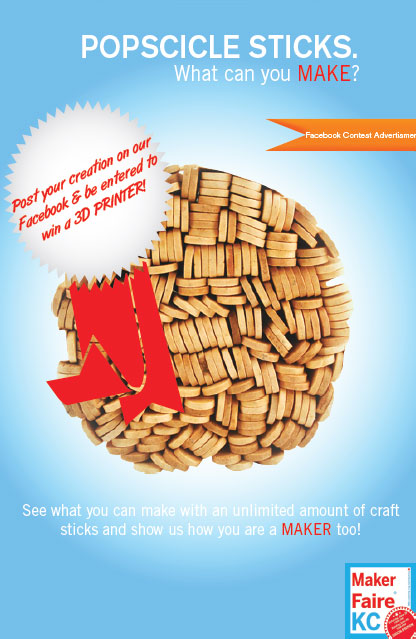 POPSCICLE STICKS.
What can you MAKE?
Facebook Contest Advertismen
Post your creation on our
Facebook & be entered to
win a 3D PRINTER!
See what you can make with an unlimited amount of craft
sticks and show us how you are a MAKER too!
Maker
Faire
KC